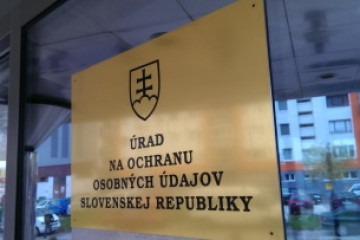 ÚRAD
NA OCHRANU
OSOBNÝCH ÚDAJOV
SLOVENSKEJ REPUBLIKY